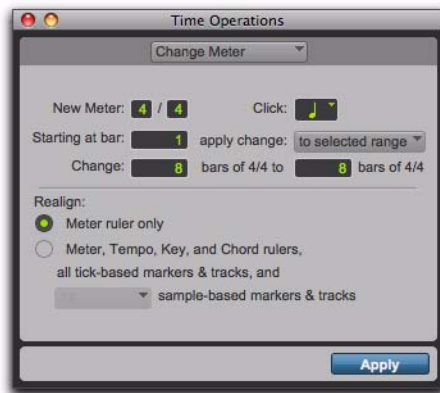 Time Operations
Change Meter
New Meter: 4 / 4 Click:
Starting at bar: 1 apply change: to selected range
Change: 8 bars of 4/4 to 8 bars of 4/4
Realign:
Meter ruler only
Meter, Tempo, Key, and Chord rulers,
all tick-based markers & tracks, and
sample-based markers & tracks
Apply